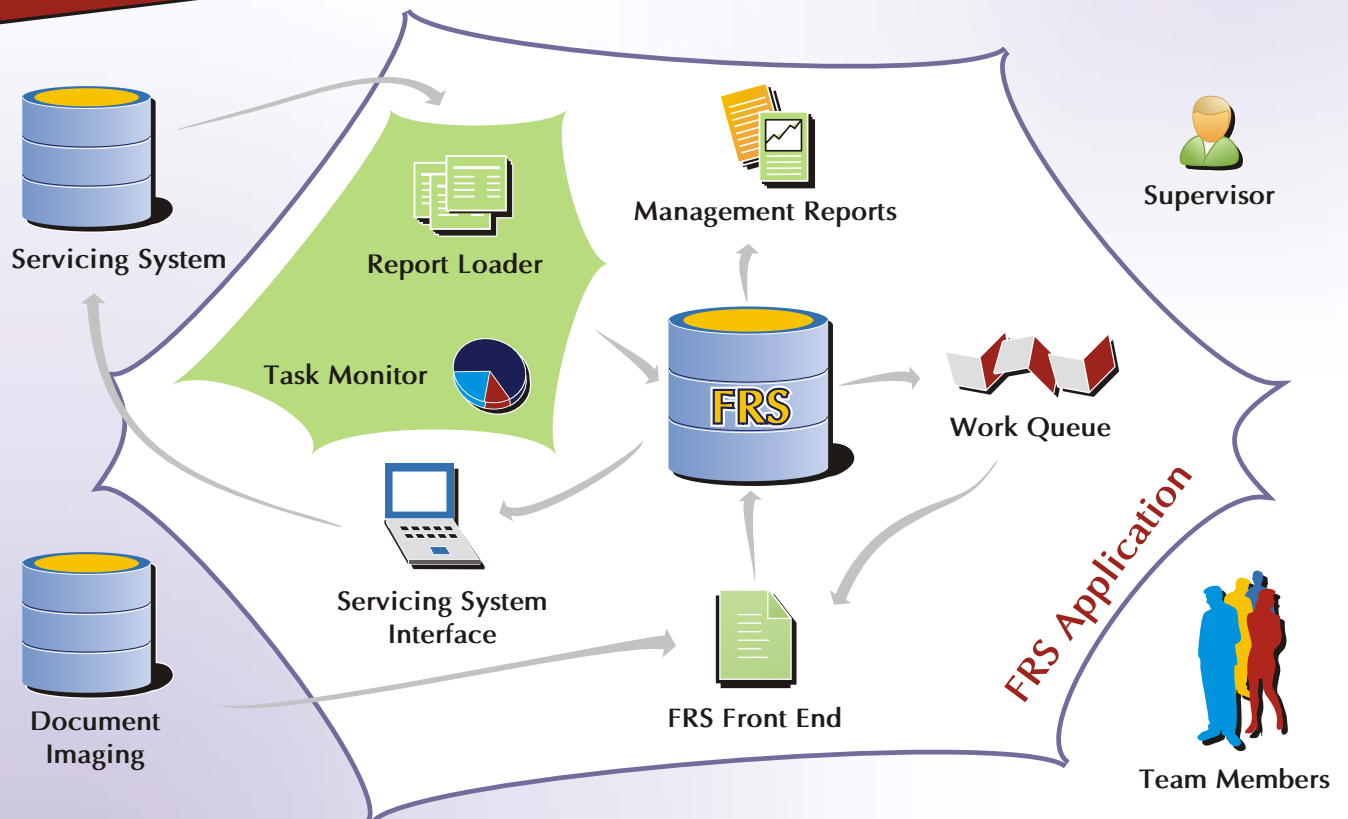 Servicing System
Report Loader
Task Monitor
Management Reports
Supervisor
FRS
Work Queue
Servicing System
Interface
FRS Front End
FRS Application
Document
Imaging
Team Members